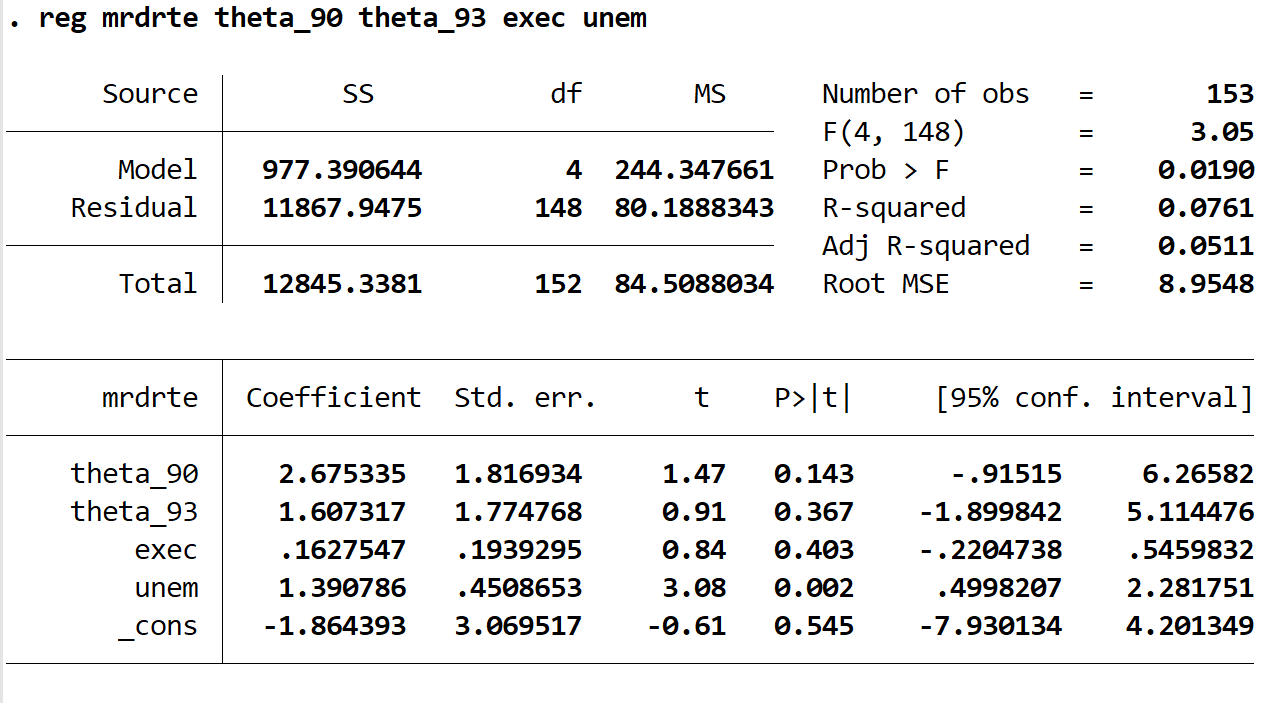 . reg mrdrte theta_90 theta_93 exec unem
Source SS df MS Number of obs = 153
F(4, 148) = 3.05
Model 977.390644 4 244.347661 Prob > F = 0.0190
Residual 11867.9475 148 80.1888343 R-squared = 0.0761
Adj R-squared = 0.0511
Total 12845.3381 152 84.5088034 Root MSE = 8.9548
mrdrte Coefficient Std. err. t P>|t| [95% conf. interval]
theta_90 2.675335 1.816934 1.47 0.143 -.91515 6.26582
theta_93 1.607317 1.774768 0.91 0.367 -1.899842 5.114476
exec .1627547 .1939295 0.84 0.403 -.2204738 .5459832
unem 1.390786 .4508653 3.08 0.002 .4998207 2.281751
_cons -1.864393 3.069517 -0.61 0.545 -7.930134 4.201349